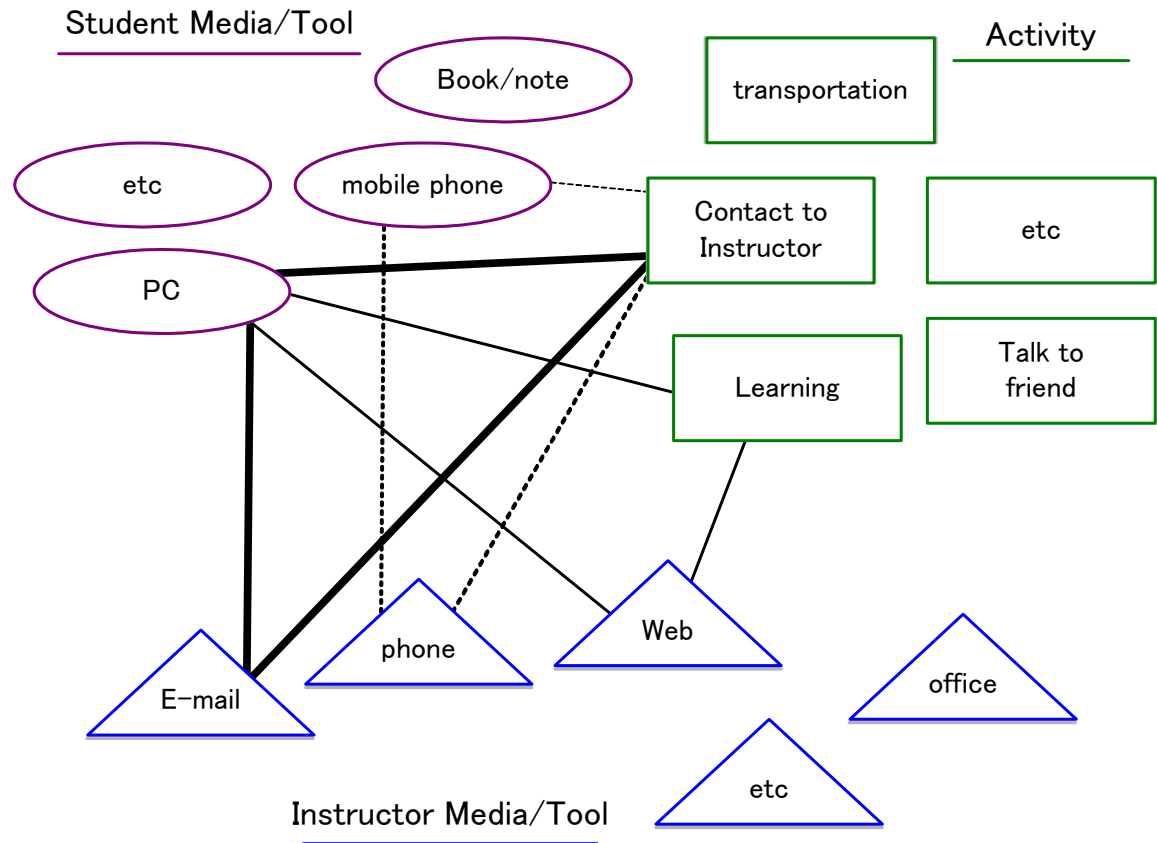 Student Media/Tool
Activity
Book/note
transportation
etc
mobile phone
Contact to
Instructor
etc
PC
Talk to
friend
Learning
Web
phone
office
E-mail
etc
Instructor Media/Tool